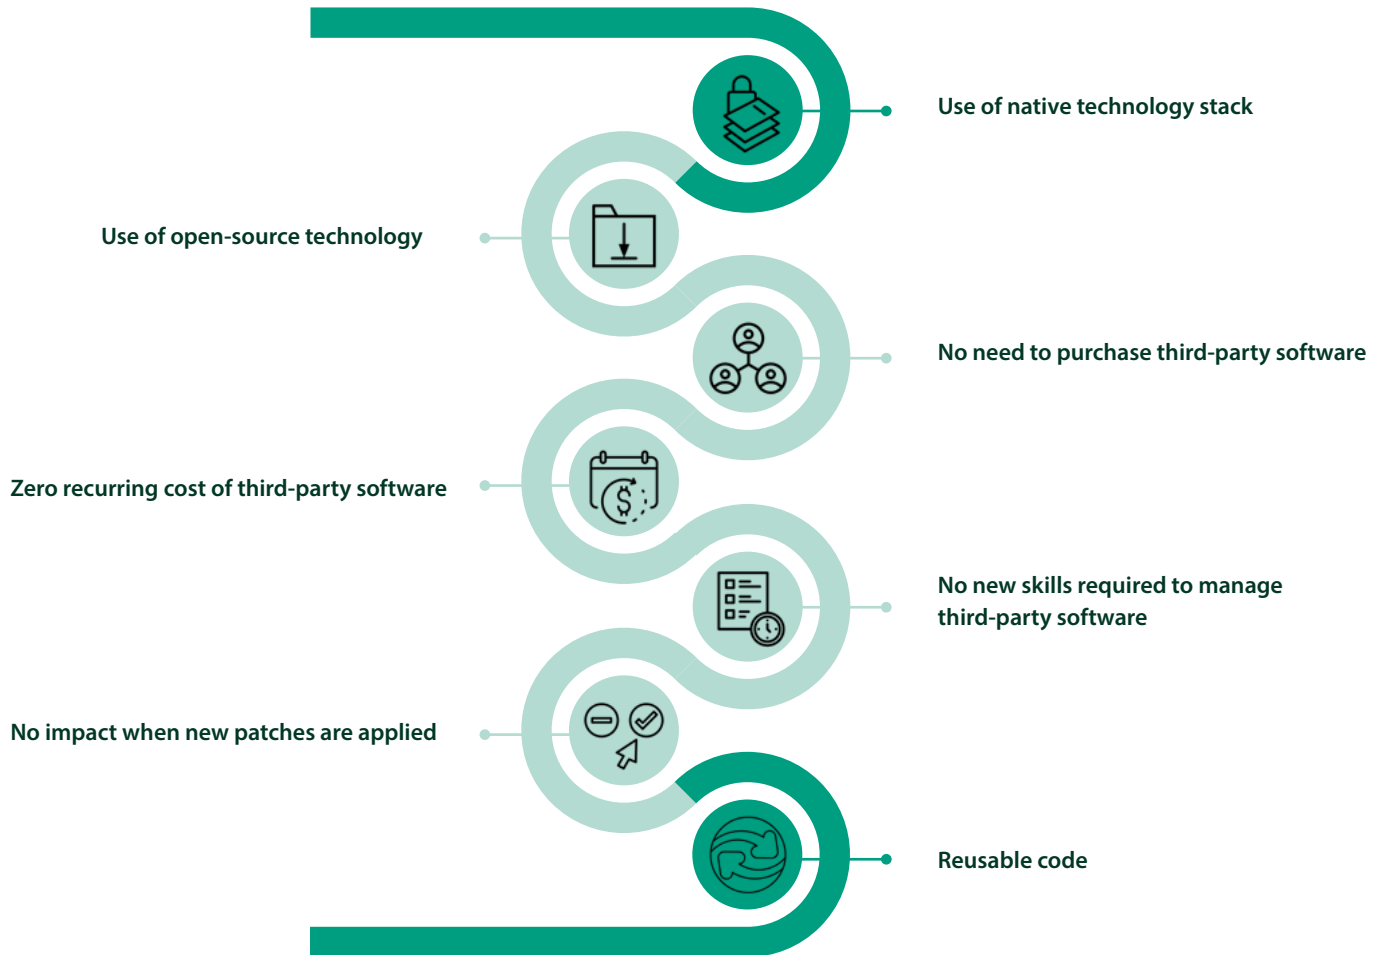 Use of native technology stack
Use of open-source technology
No need to purchase third-party software
Zero recurring cost of third-party software
No new skills required to manage
third-party software
No impact when new patches are applied
Reusable code